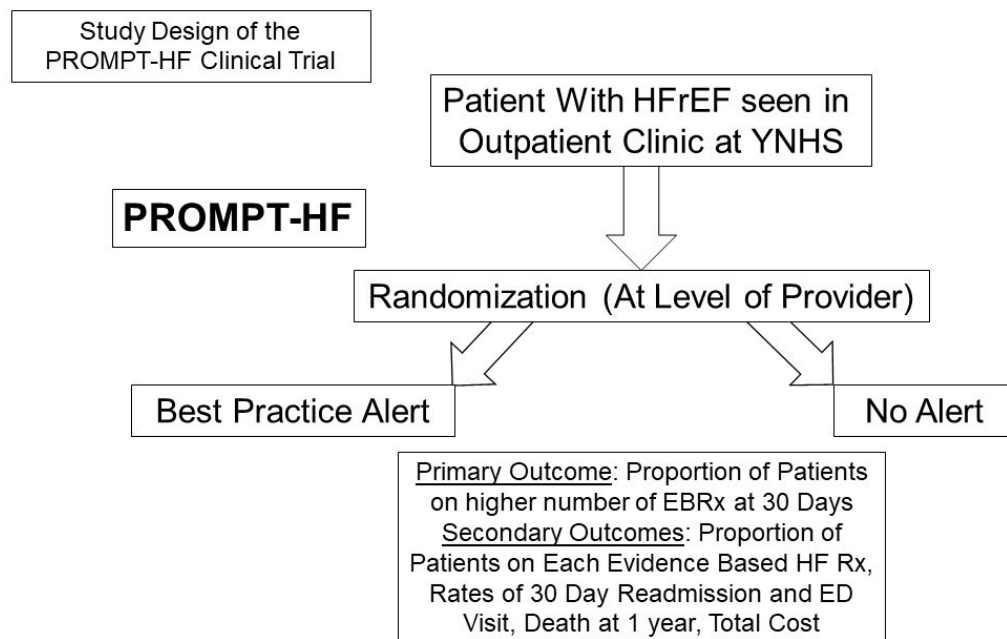 Study Design of the
PROMPT-HF Clinical Trial
Patient With HFrEF seen in
Outpatient Clinic at YNHS
PROMPT-HF
Randomization (At Level of Provider)
Best Practice Alert
No Alert
Primary Outcome: Proportion of Patients
on higher number of EBRx at 30 Days
Secondary Outcomes: Proportion of
Patients on Each Evidence Based HF Rx,
Rates of 30 Day Readmission and ED
Visit, Death at 1 year, Total Cost